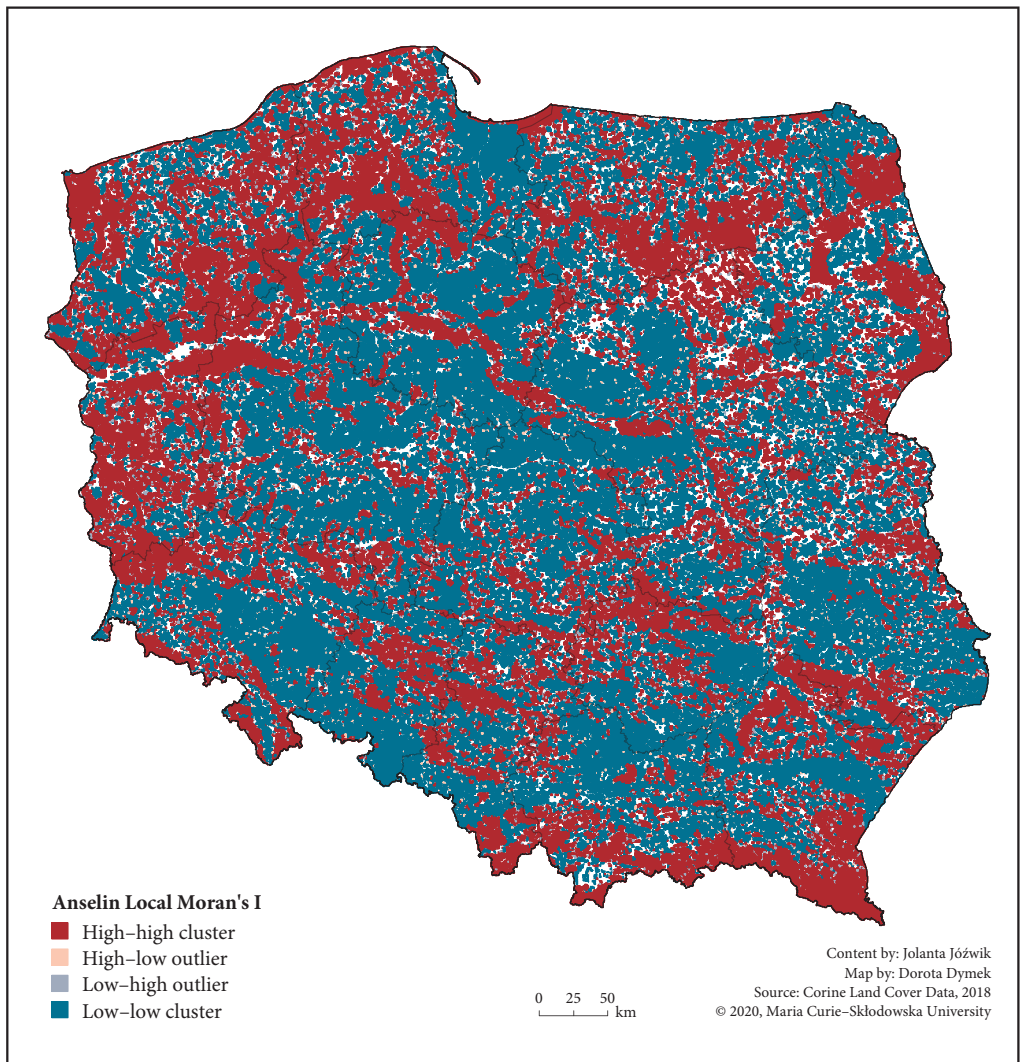 Anselin Local Moran's I
High–high cluster
High–low outlier
Low–high outlier
Low–low cluster
0 25 50
km
Content by: Jolanta Jóźwik
Map by: Dorota Dymek
Source: Corine Land Cover Data, 2018
© 2020, Maria Curie–Skłodowska University